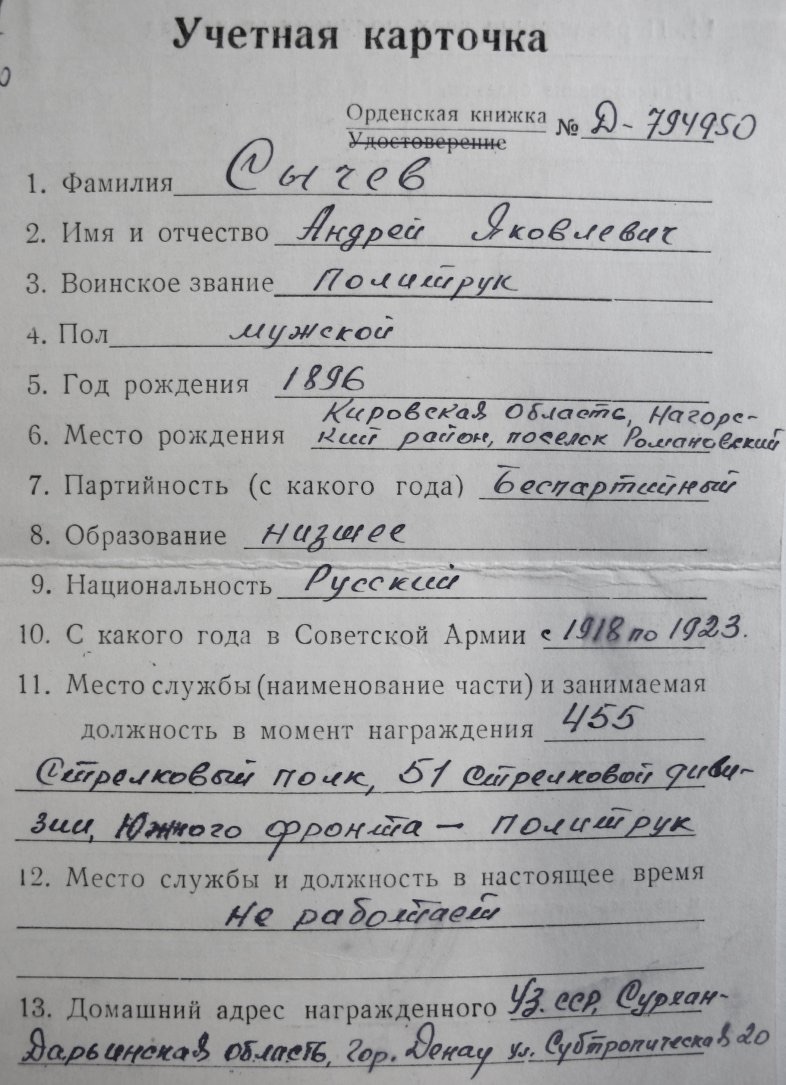 Учетная карточка
Орденская книжка
Удостоверение
№ Д-794950
1. Фамилия Сычев
2. Имя и отчество Андрей Яковлевич
3. Воинское звание Политрук
4. Пол мужской
5. Год рождения 1896
Кировская область, Нагорс-
6. Место рождения кий район, поселок Романовский
7. Партийность (с какого года) Беспартийный
8. Образование низшее
9. Национальность Русский
10. С какого года в Советской Армии с 1918 по 1923.
11. Место службы (наименование части) и занимаемая
должность в момент награждения 455
Стрелковый полк, 51 Стрелковой диви-
зии, Южного фронта – политрук
12. Место службы и должность в настоящее время
Не работает
13. Домашний адрес награжденного Уз. ССР, Сурхан-
Дарьинская область, гор. Денау ул. Субтропическая 20